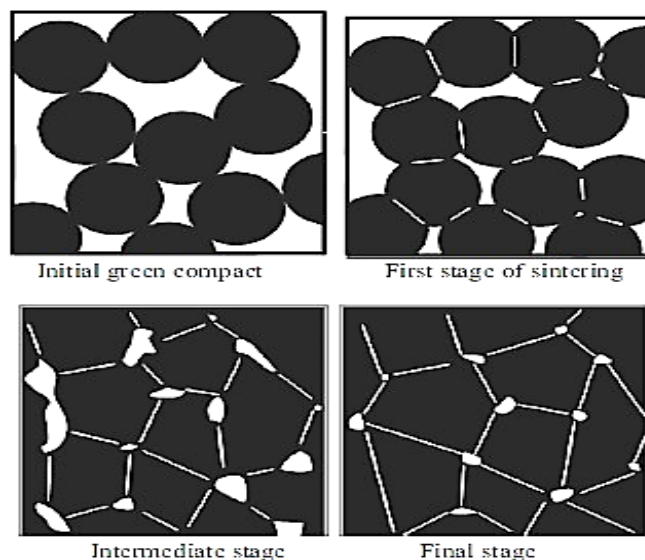 Initial green compact
First stage of sintering
Intermediate stage
Final stage